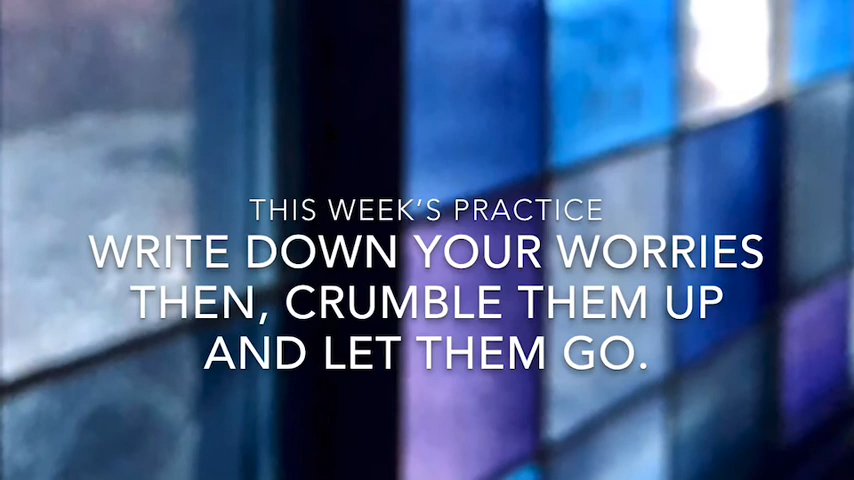 THIS WEEK’S PRACTICE
WRITE DOWN YOUR WORRIES
THEN, CRUMBLE THEM UP
AND LET THEM GO.